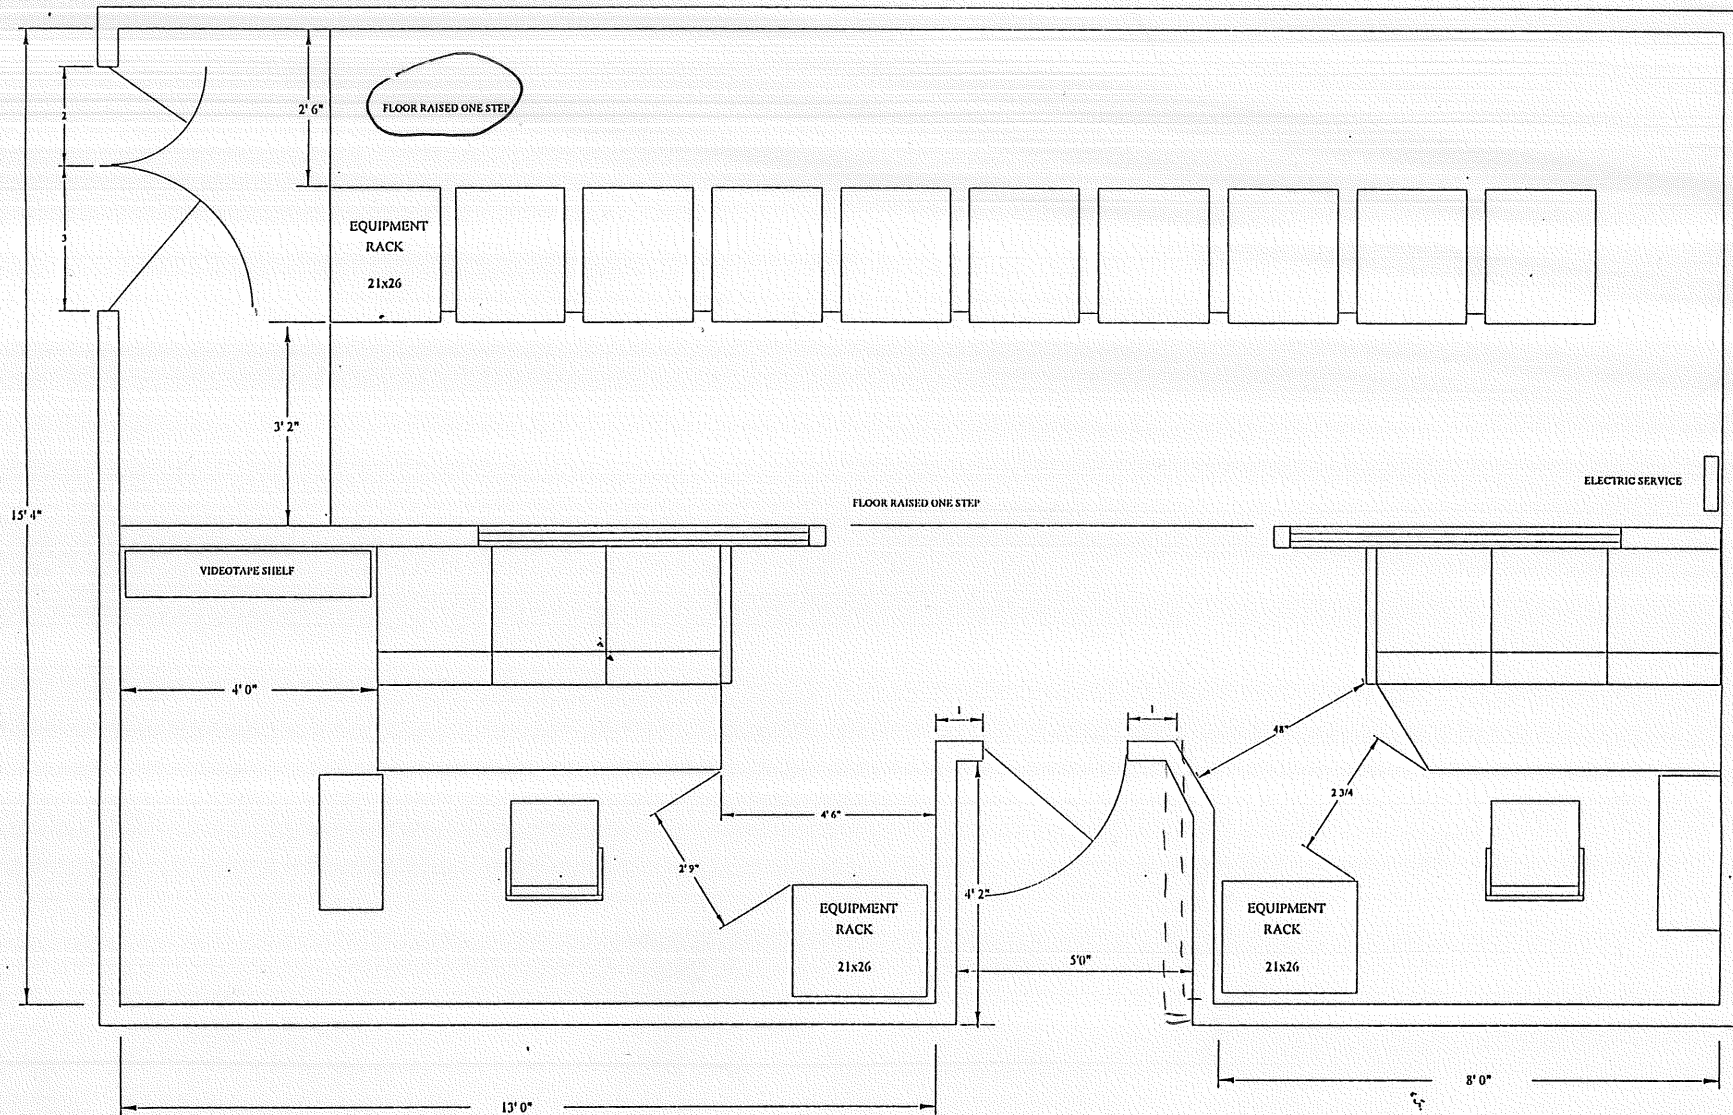 2' 6"
FLOOR RAISED ONE STEP
2
3
EQUIPMENT
RACK
21x26
3' 2"
15' 4"
FLOOR RAISED ONE STEP
ELECTRIC SERVICE
VIDEOTAPE SHELF
4' 0"
1
1
48"
2 3/4
4' 6"
2' 9"
4' 2"
EQUIPMENT
RACK
21x26
5'0"
EQUIPMENT
RACK
21x26
8' 0"
13' 0"